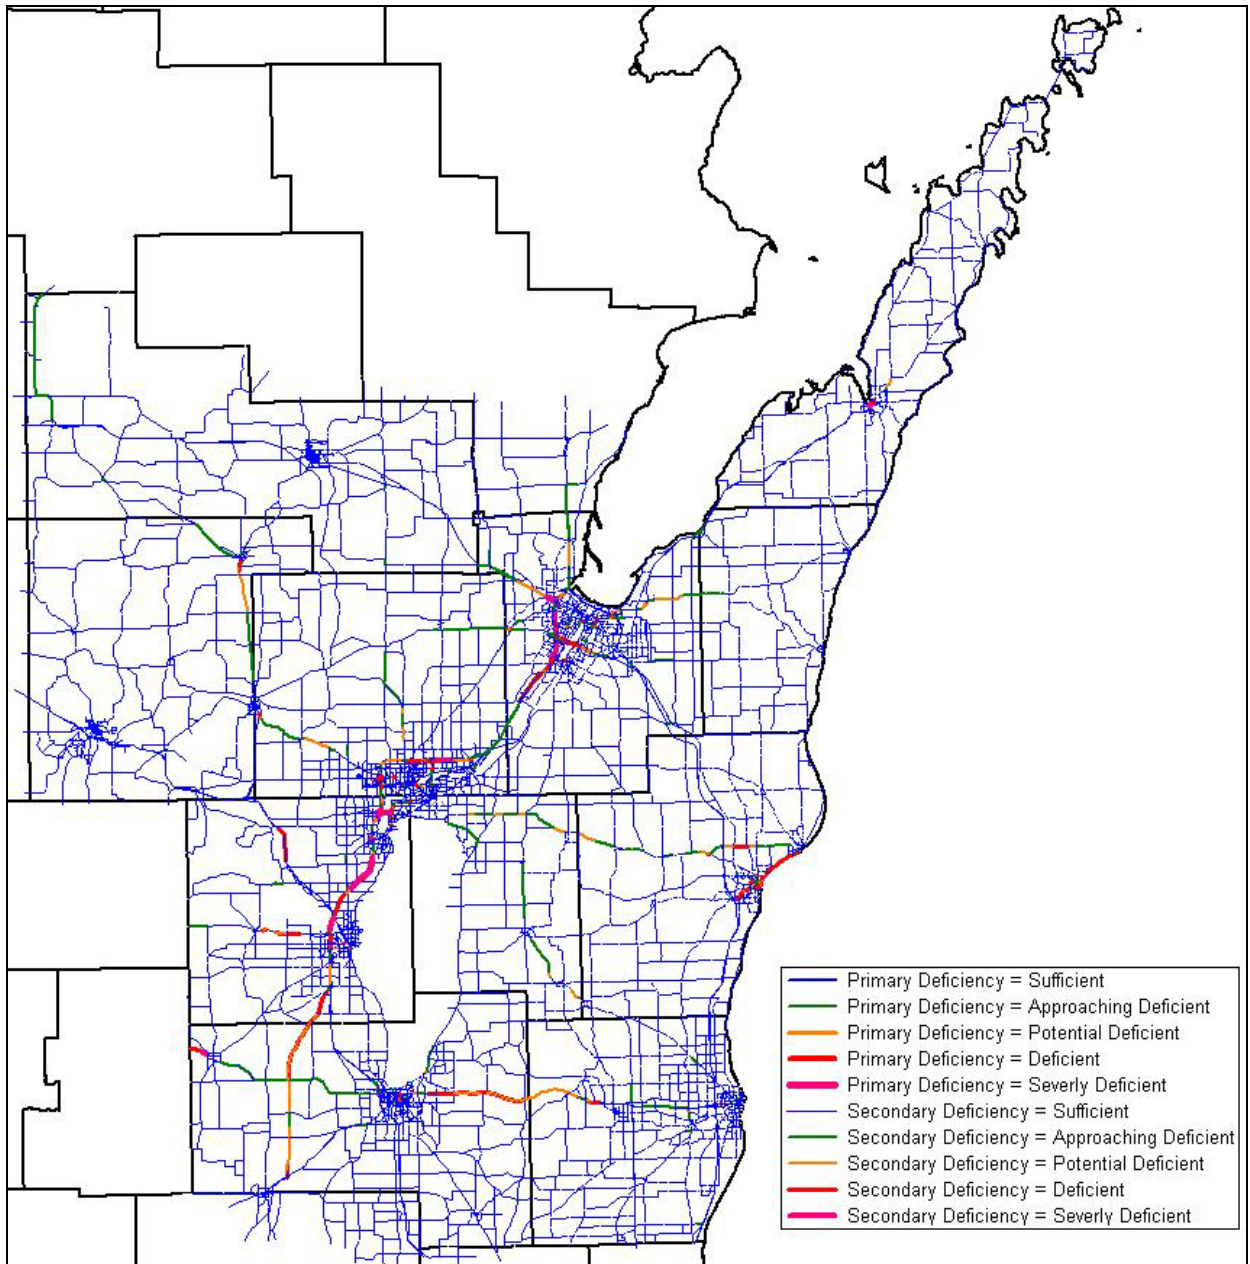 Primary Deficiency = Sufficient
Primary Deficiency = Approaching Deficient
Primary Deficiency = Potential Deficient
Primary Deficiency = Deficient
Primary Deficiency = Severly Deficient
Secondary Deficiency = Sufficient
Secondary Deficiency = Approaching Deficient
Secondary Deficiency = Potential Deficient
Secondary Deficiency = Deficient
Secondary Deficiency = Severly Deficient